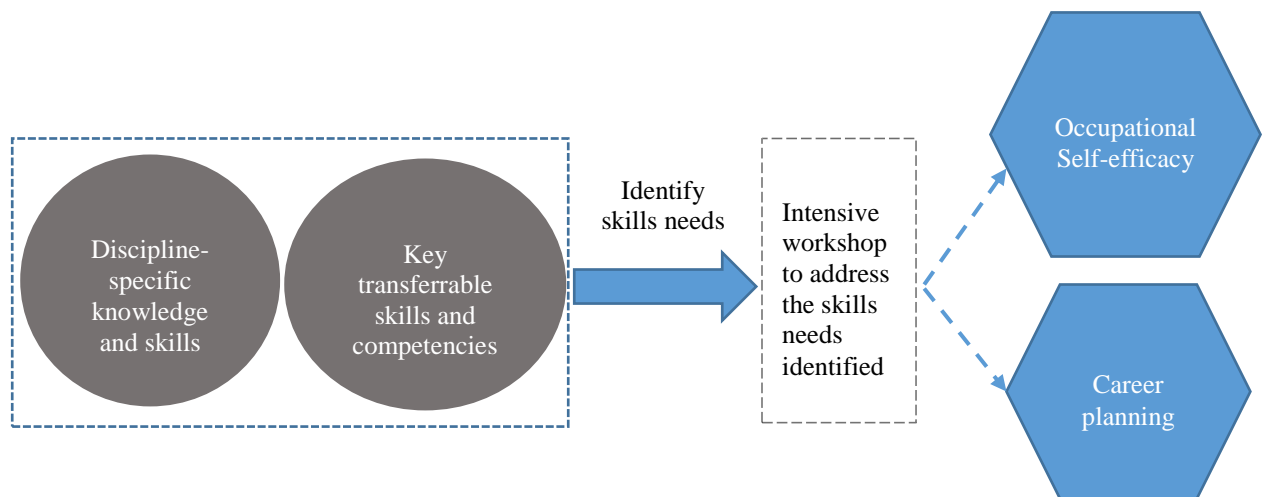 Discipline-
specific
knowledge
and skills
Key
transferrable
skills and
competencies
Identify
skills needs
Intensive
workshop
to address
the skills
needs
identified
Occupational
Self-efficacy
Career
planning